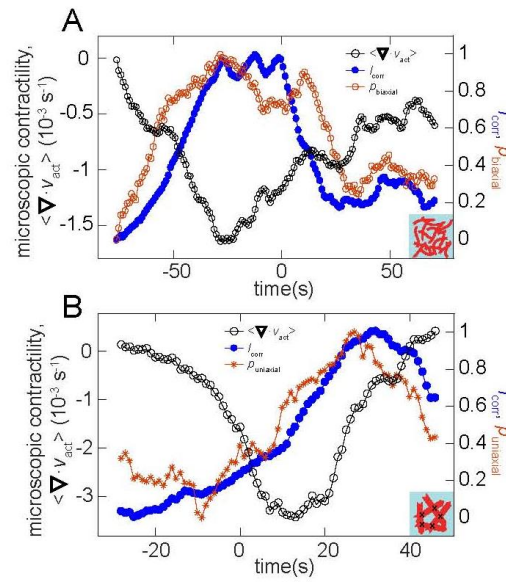 A
microscopic contractility,
<∇· v_act> (10⁻³ s⁻¹)
0
-0.5
-1
-1.5
<∇· v_act>
l_corr
p_biaxial
1
0.8
0.6
0.4
0.2
0
l_corr, p_biaxial
-50
0
50
time(s)
B
microscopic contractility,
<∇· v_act> (10⁻³ s⁻¹)
0
-1
-2
-3
<∇· v_act>
l_corr
p_uniaxial
1
0.8
0.6
0.4
0.2
0
l_corr, p_uniaxial
-20
0
20
40
time(s)